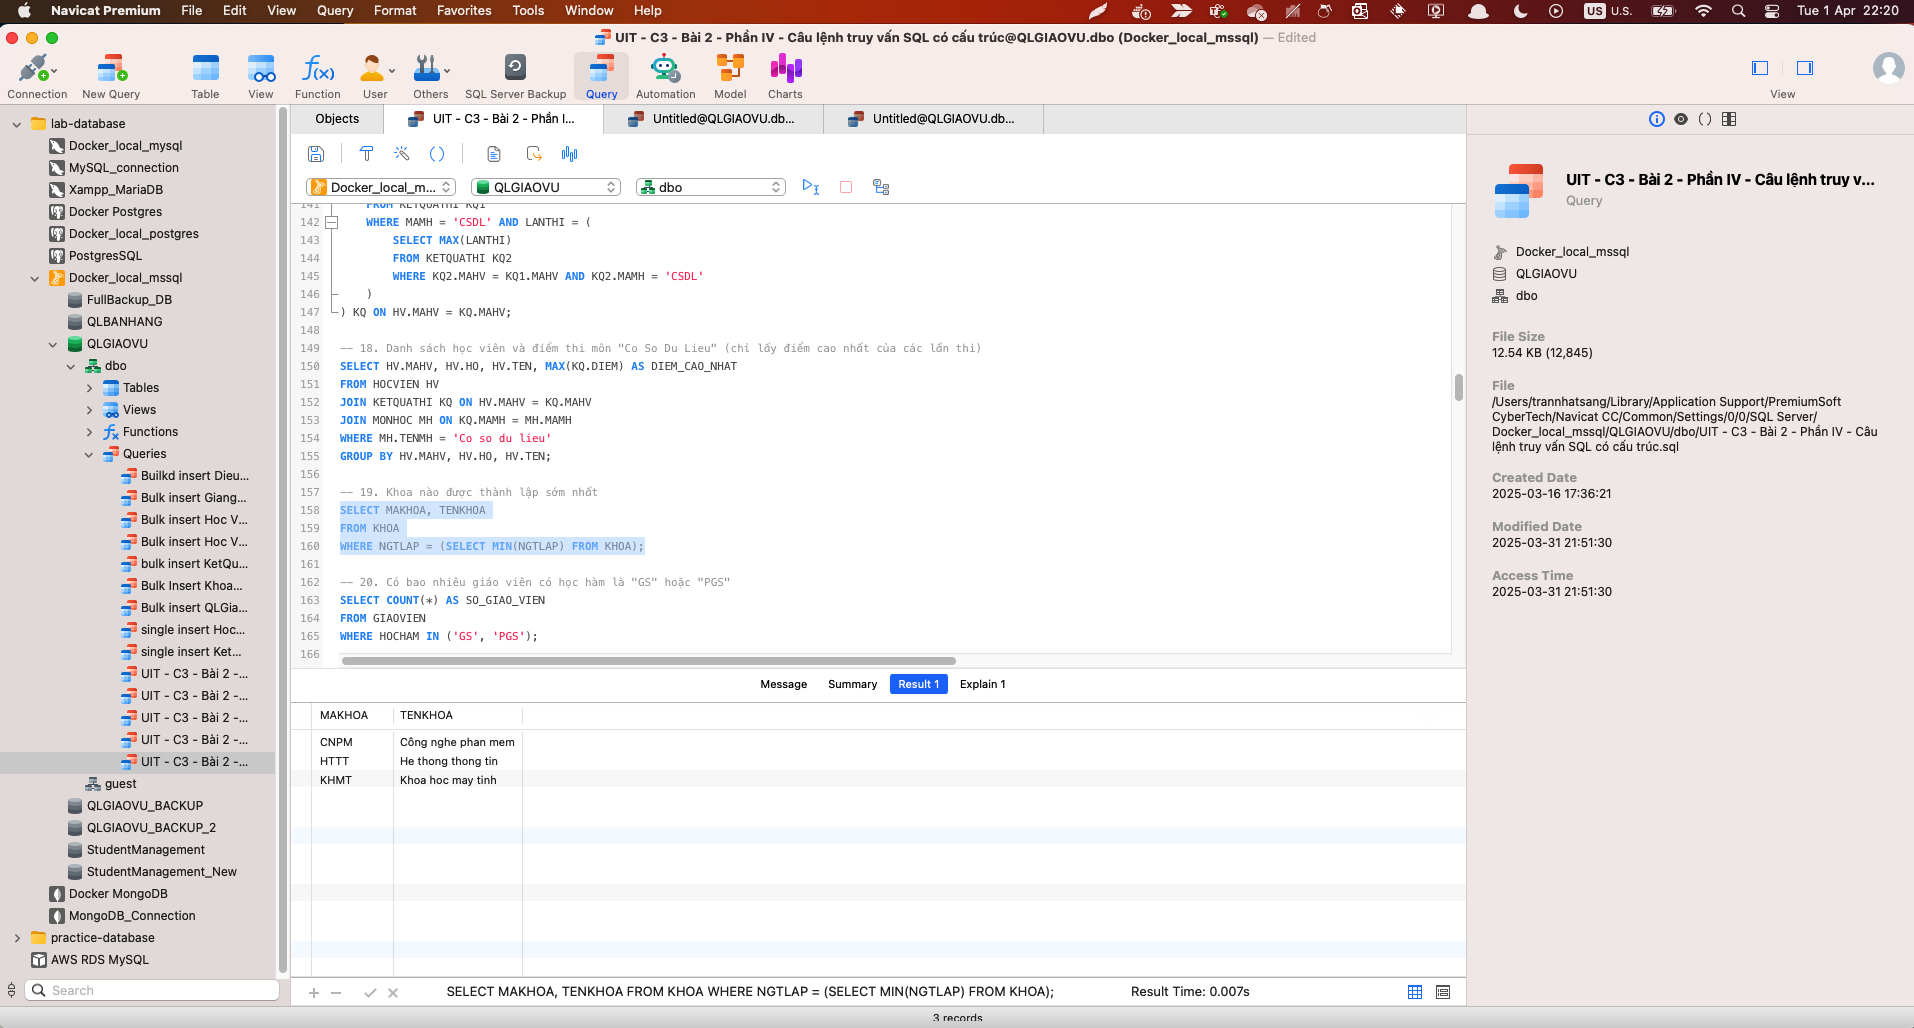 Navicat Premium File Edit View Query Format Favorites Tools Window Help
US U.S. Tue 1 Apr 22:20
UIT - C3 - Bài 2 - Phần IV - Câu lệnh truy vấn SQL có cấu trúc@QLGIAOVU.dbo (Docker_local_mssql) — Edited
Connection New Query Table View Function User Others SQL Server Backup Query Automation Model Charts View
lab-database
Docker_local_mysql
MySQL_connection
Xampp_MariaDB
Docker Postgres
Docker_local_postgres
PostgresSQL
Docker_local_mssql
FullBackup_DB
QLBANHANG
QLGIAOVU
dbo
Tables
Views
Functions
Queries
Builkd insert Dieu...
Bulk insert Giang...
Bulk insert Hoc V...
Bulk insert Hoc V...
bulk insert KetQu...
Bulk Insert Khoa...
Bulk insert QLGia...
single insert Hoc...
single insert Ket...
UIT - C3 - Bài 2 -...
UIT - C3 - Bài 2 -...
UIT - C3 - Bài 2 -...
UIT - C3 - Bài 2 -...
UIT - C3 - Bài 2 -...
guest
QLGIAOVU_BACKUP
QLGIAOVU_BACKUP_2
StudentManagement
StudentManagement_New
Docker MongoDB
MongoDB_Connection
practice-database
AWS RDS MySQL
Search
Objects UIT - C3 - Bài 2 - Phần I... Untitled@QLGIAOVU.db... Untitled@QLGIAOVU.db...
Docker_local_m... QLGIAOVU dbo
141 FROM KETQUATHI KQ1
142 WHERE MAMH = 'CSDL' AND LANTHI = (
143 SELECT MAX(LANTHI)
144 FROM KETQUATHI KQ2
145 WHERE KQ2.MAHV = KQ1.MAHV AND KQ2.MAMH = 'CSDL'
146 )
147 ) KQ ON HV.MAHV = KQ.MAHV;
148
149 -- 18. Danh sách học viên và điểm thi môn "Co So Du Lieu" (chỉ lấy điểm cao nhất của các lần thi)
150 SELECT HV.MAHV, HV.HO, HV.TEN, MAX(KQ.DIEM) AS DIEM_CAO_NHAT
151 FROM HOCVIEN HV
152 JOIN KETQUATHI KQ ON HV.MAHV = KQ.MAHV
153 JOIN MONHOC MH ON KQ.MAMH = MH.MAMH
154 WHERE MH.TENMH = 'Co so du lieu'
155 GROUP BY HV.MAHV, HV.HO, HV.TEN;
156
157 -- 19. Khoa nào được thành lập sớm nhất
158 SELECT MAKHOA, TENKHOA
159 FROM KHOA
160 WHERE NGTLAP = (SELECT MIN(NGTLAP) FROM KHOA);
161
162 -- 20. Có bao nhiêu giáo viên có học hàm là "GS" hoặc "PGS"
163 SELECT COUNT(*) AS SO_GIAO_VIEN
164 FROM GIAOVIEN
165 WHERE HOCHAM IN ('GS', 'PGS');
166
Message Summary Result 1 Explain 1
MAKHOA TENKHOA
CNPM Công nghe phan mem
HTTT He thong thong tin
KHMT Khoa hoc may tinh
SELECT MAKHOA, TENKHOA FROM KHOA WHERE NGTLAP = (SELECT MIN(NGTLAP) FROM KHOA); Result Time: 0.007s
3 records
UIT - C3 - Bài 2 - Phần IV - Câu lệnh truy v...
Query
Docker_local_mssql
QLGIAOVU
dbo
File Size
12.54 KB (12,845)
File
/Users/trannhatsang/Library/Application Support/PremiumSoft
CyberTech/Navicat CC/Common/Settings/0/0/SQL Server/
Docker_local_mssql/QLGIAOVU/dbo/UIT - C3 - Bài 2 - Phần IV - Câu
lệnh truy vấn SQL có cấu trúc.sql
Created Date
2025-03-16 17:36:21
Modified Date
2025-03-31 21:51:30
Access Time
2025-03-31 21:51:30